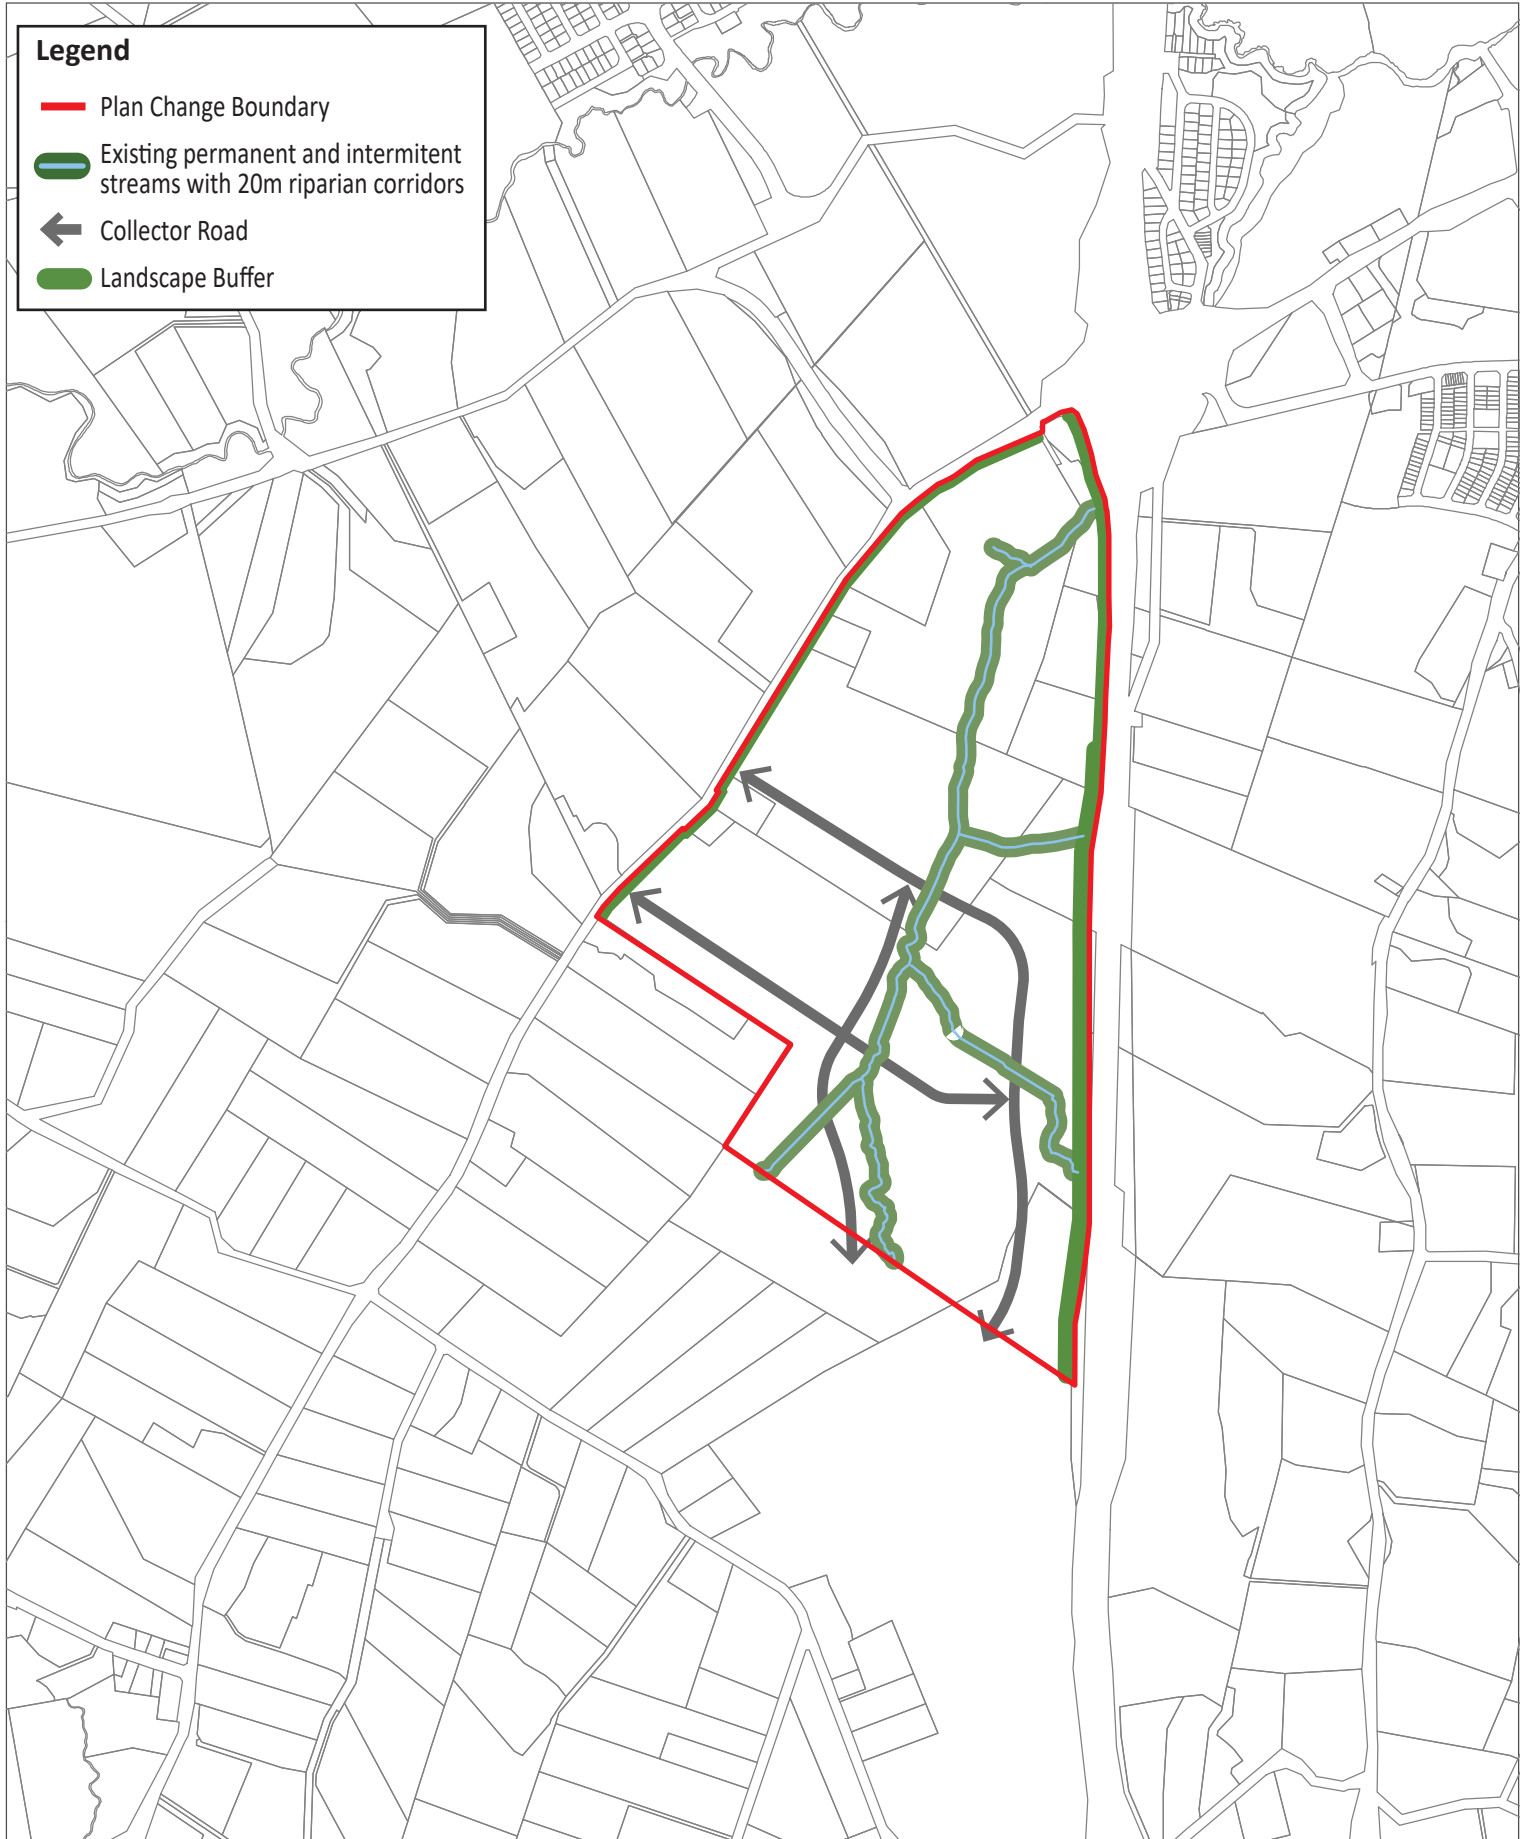 Legend
Plan Change Boundary
Existing permanent and intermitent
streams with 20m riparian corridors
Collector Road
Landscape Buffer